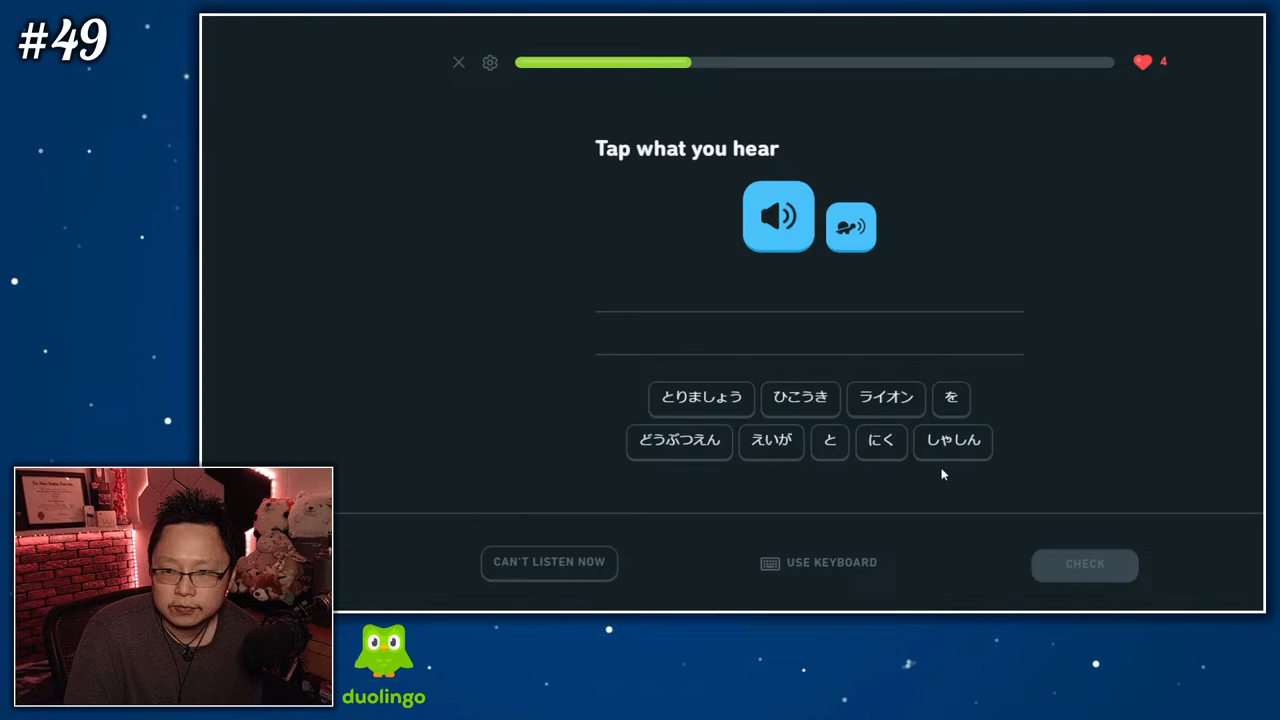 #49
4
Tap what you hear
とりましょう ひこうき ライオン を
どうぶつえん えいが と にく しゃしん
CAN'T LISTEN NOW USE KEYBOARD CHECK
duolingo